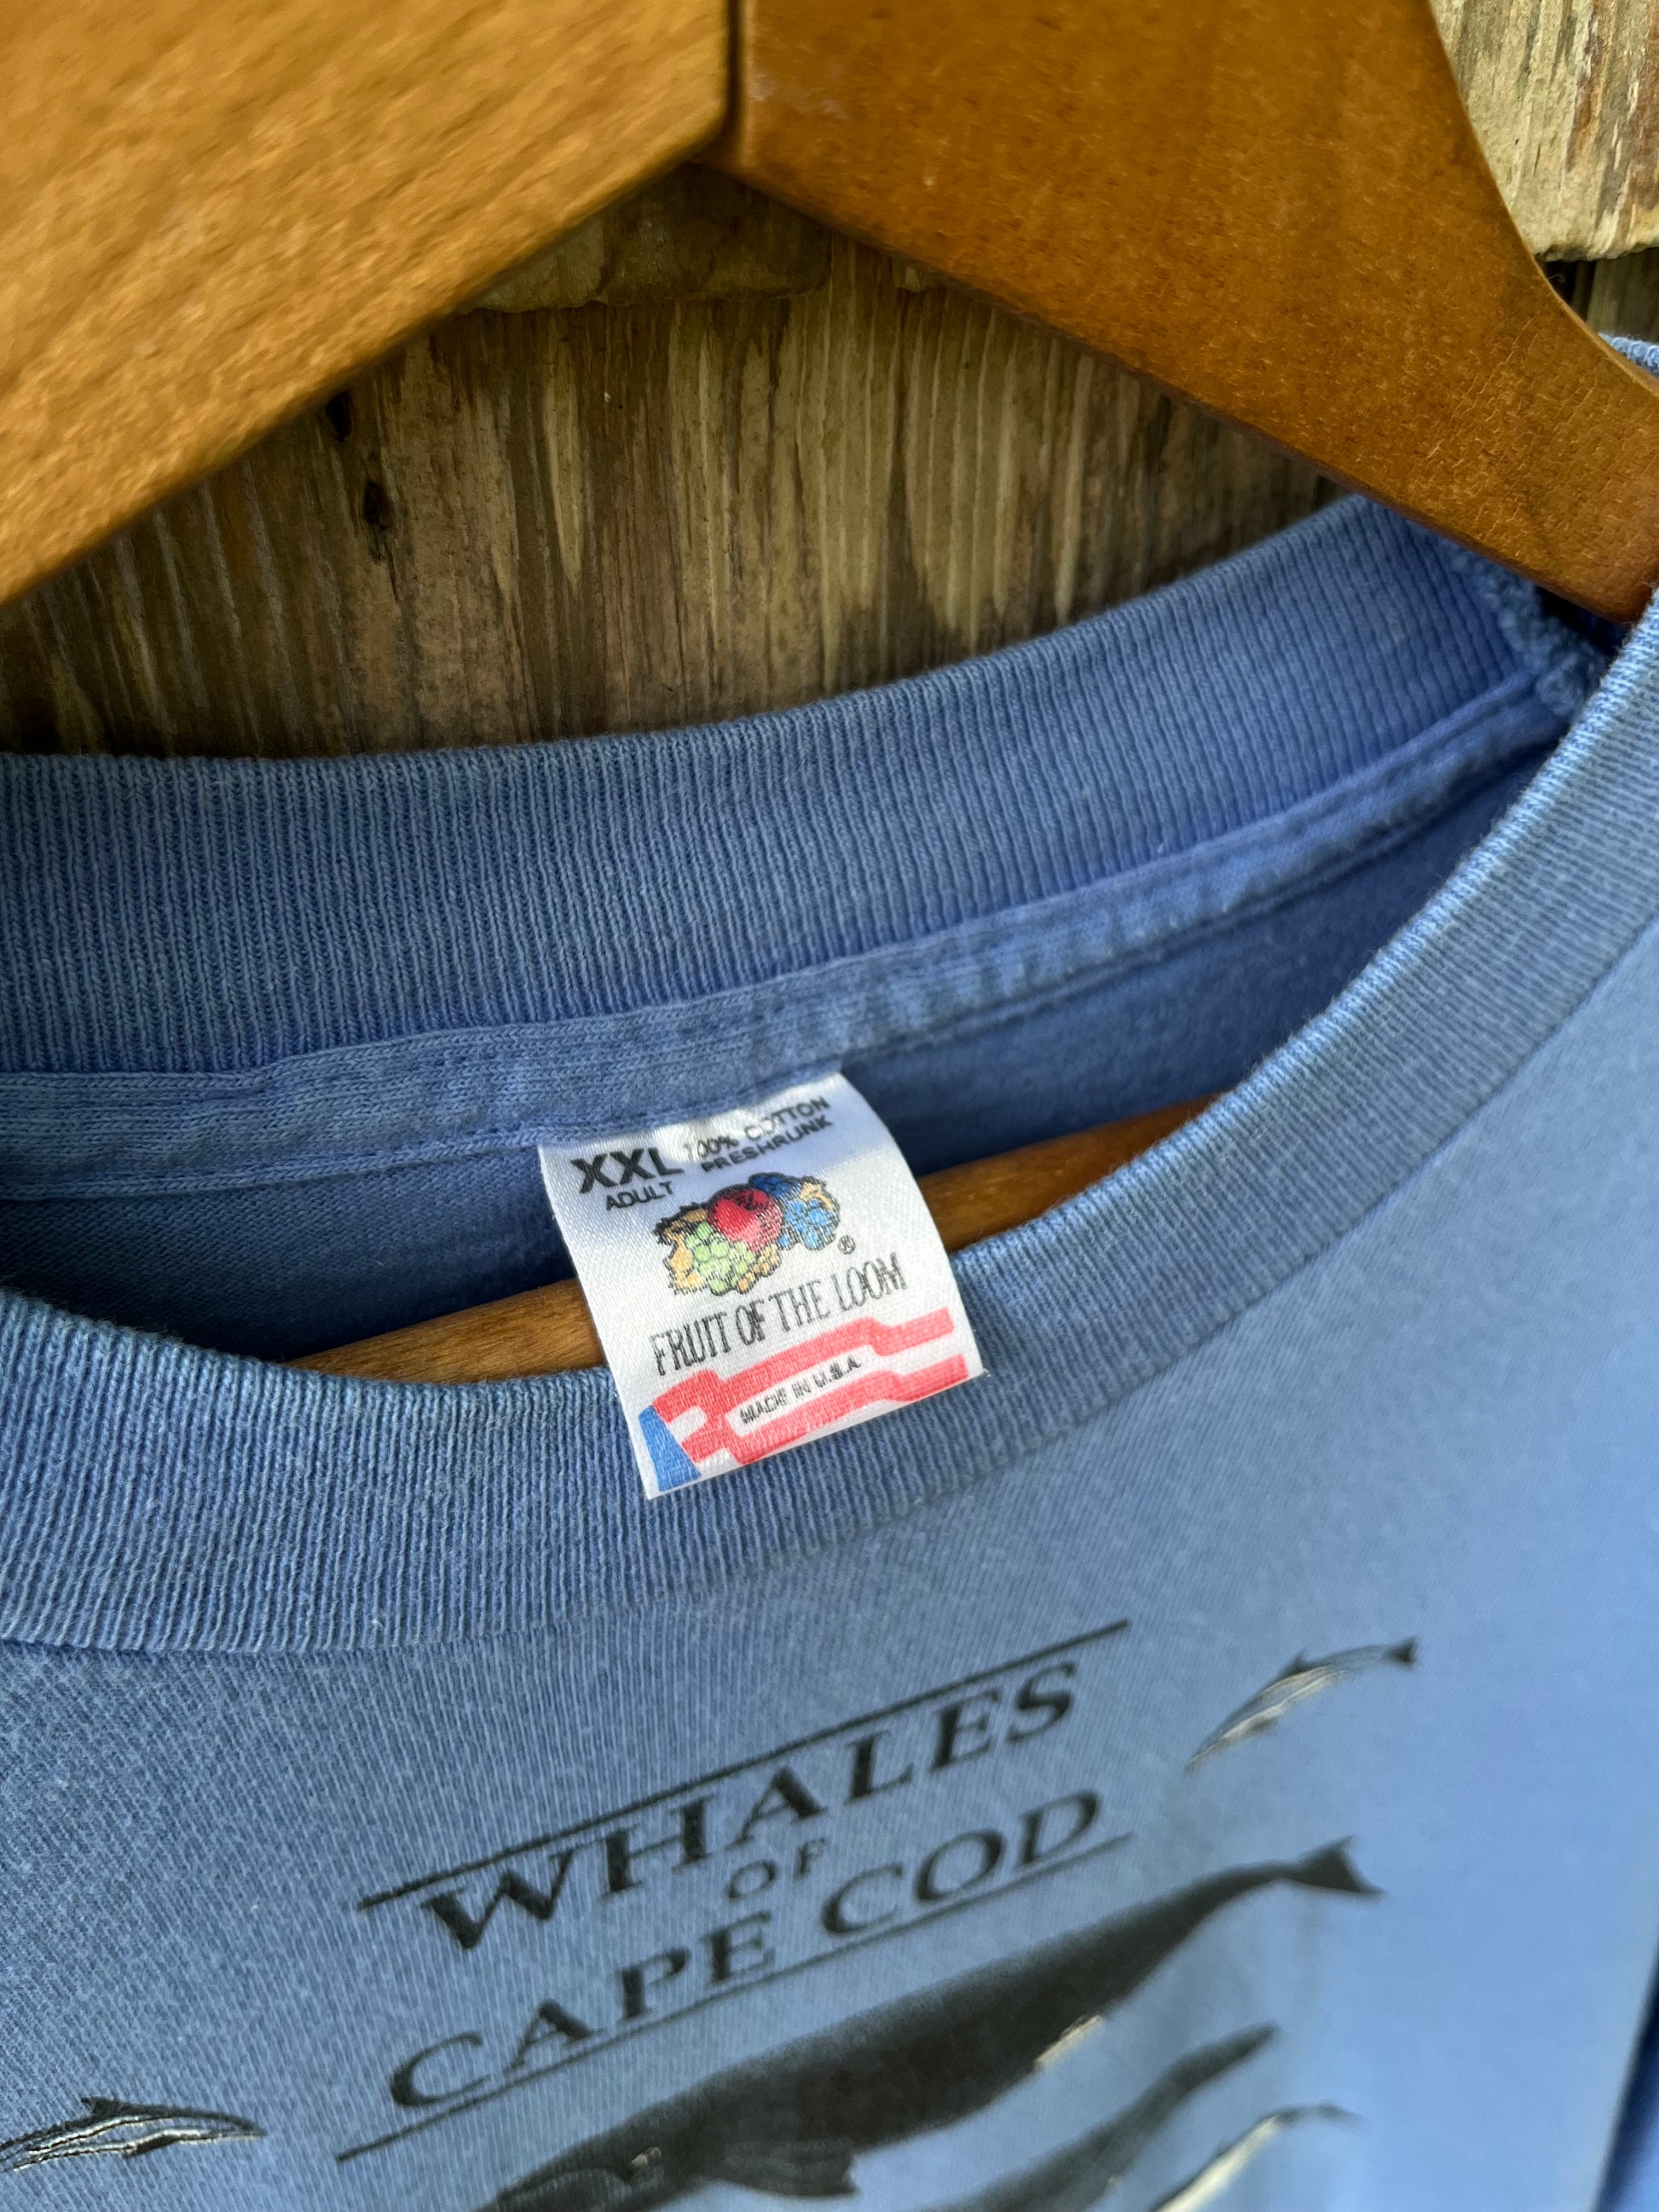 XXL 100% COTTON
ADULT PRESHRUNK
®
FRUIT OF THE LOOM
MADE IN U.S.A.
WHALES
OF
CAPE COD